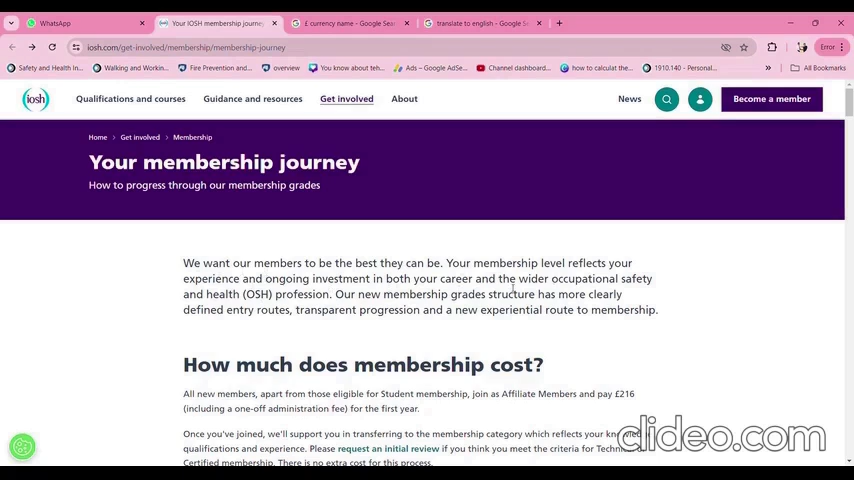 WhatsApp
Your IOSH membership journey
£ currency name - Google Sea
translate to english - Google Se
iosh.com/get-involved/membership/membership-journey
Error
Safety and Health In...
Walking and Workin...
Fire Prevention and...
overview
You know about teh...
Ads – Google AdSe...
Channel dashboard...
how to calculat the...
1910.140 - Personal...
All Bookmarks
iosh
Qualifications and courses
Guidance and resources
Get involved
About
News
Become a member
Home > Get involved > Membership
Your membership journey
How to progress through our membership grades
We want our members to be the best they can be. Your membership level reflects your
experience and ongoing investment in both your career and the wider occupational safety
and health (OSH) profession. Our new membership grades structure has more clearly
defined entry routes, transparent progression and a new experiential route to membership.
How much does membership cost?
All new members, apart from those eligible for Student membership, join as Affiliate Members and pay £216
(including a one-off administration fee) for the first year.
Once you've joined, we'll support you in transferring to the membership category which reflects your
qualifications and experience. Please request an initial review if you think you meet the criteria for
Certified membership. There is no extra cost for this process.
clideo.com